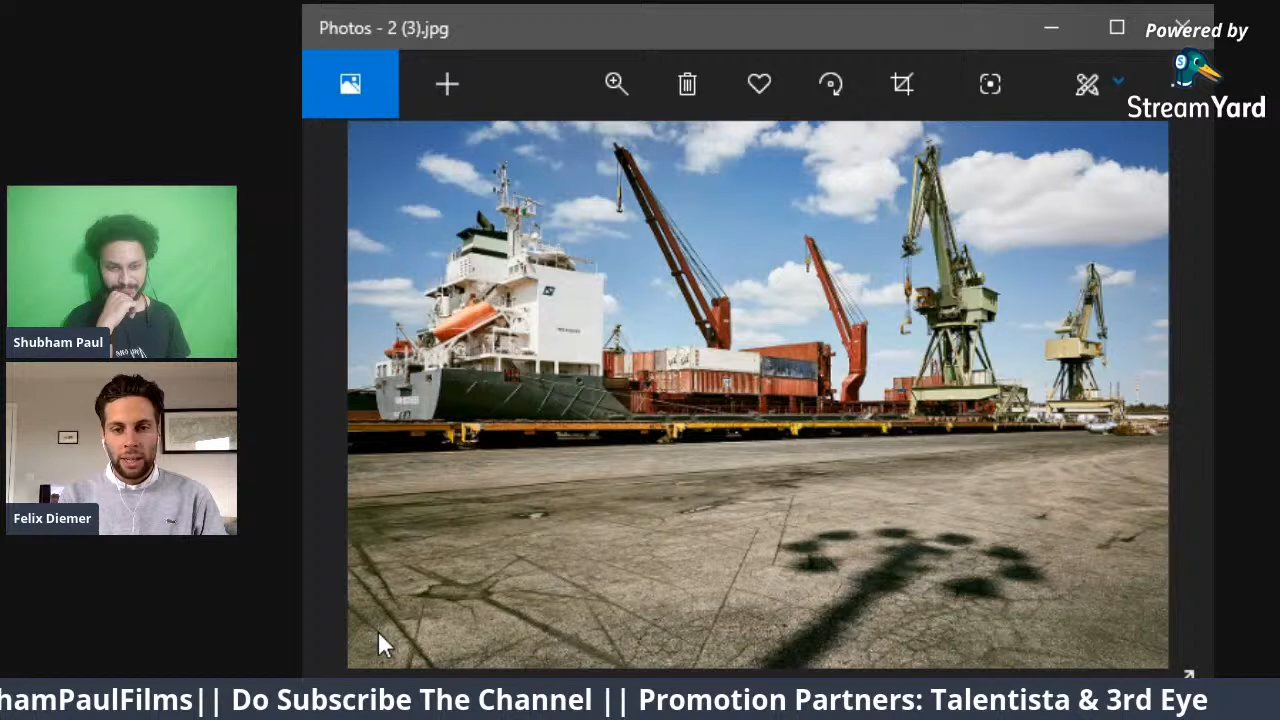 Photos - 2 (3).jpg
Powered by
StreamYard
Shubham Paul
Felix Diemer
hamPaulFilms|| Do Subscribe The Channel || Promotion Partners: Talentista & 3rd Eye